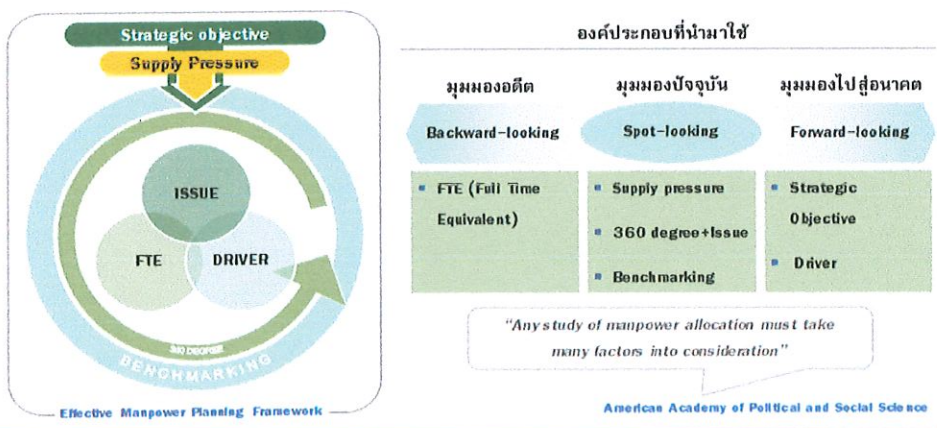 Strategic objective
Supply Pressure
ISSUE
FTE
DRIVER
360 DEGREE
BENCHMARKING
Effective Manpower Planning Framework
องค์ประกอบที่นำมาใช้
มุมมองอดีต
มุมมองปัจจุบัน
มุมมองไปสู่อนาคต
Backward-looking
Spot-looking
Forward-looking
▪ FTE (Full Time
Equivalent)
▪ Supply pressure
▪ 360 degree+Issue
▪ Benchmarking
▪ Strategic
Objective
▪ Driver
“Any study of manpower allocation must take
many factors into consideration”
American Academy of Political and Social Science